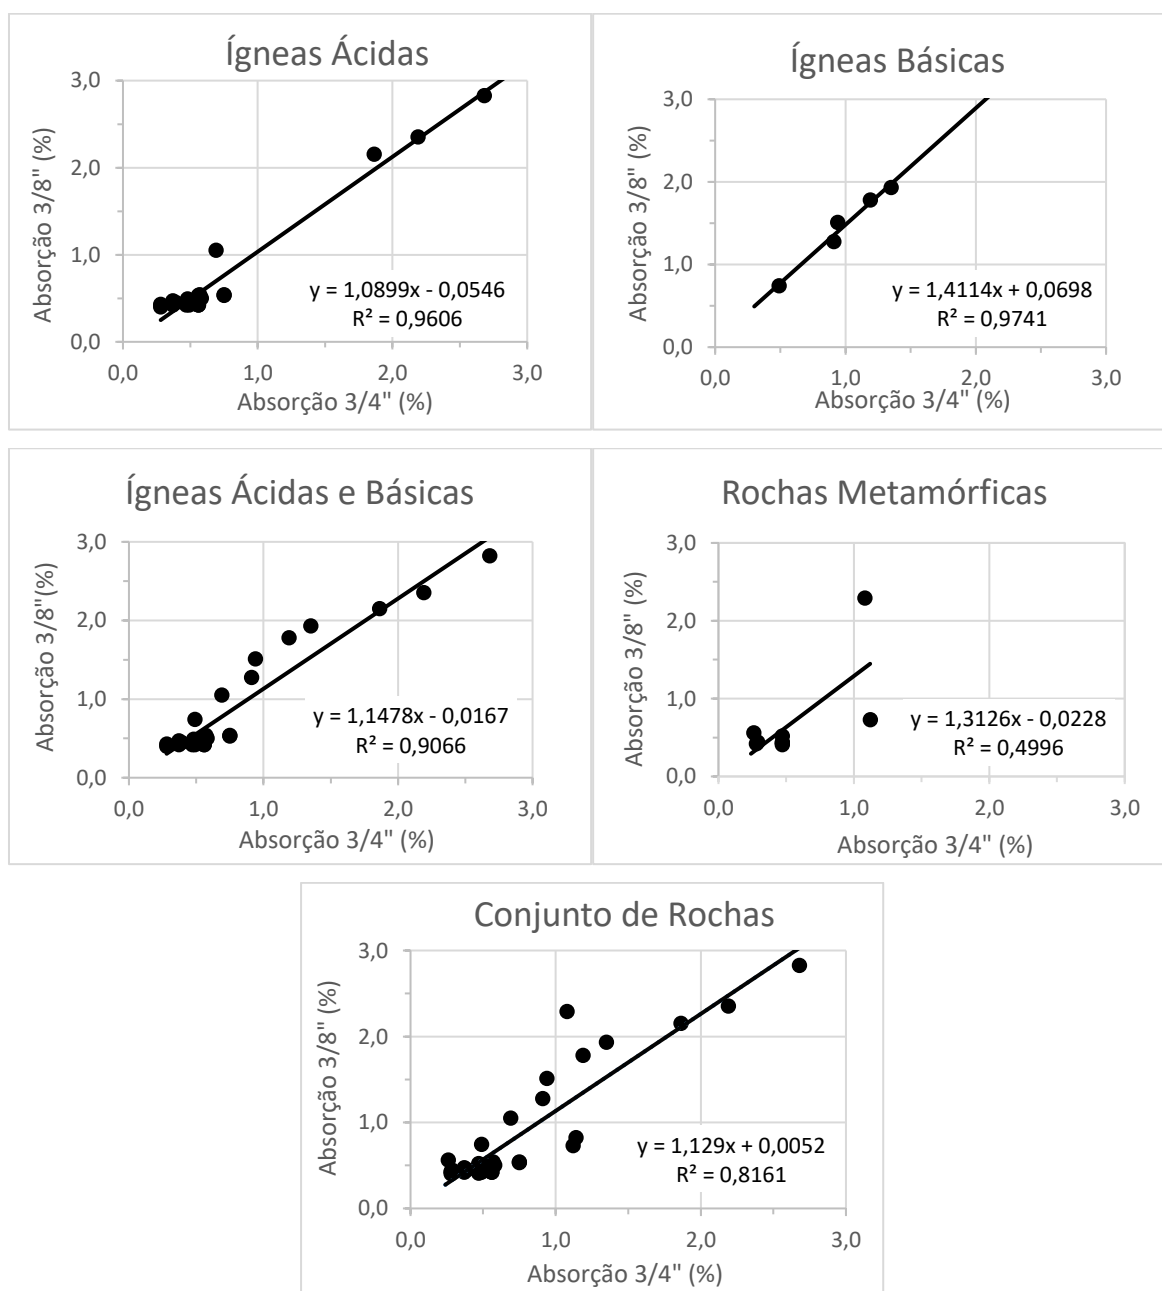 Ígneas Ácidas
Absorção 3/8" (%)
3,0
2,0
1,0
0,0
y = 1,0899x - 0,0546
R² = 0,9606
0,0 1,0 2,0 3,0
Absorção 3/4" (%)
Ígneas Básicas
Absorção 3/8" (%)
3,0
2,0
1,0
0,0
y = 1,4114x + 0,0698
R² = 0,9741
0,0 1,0 2,0 3,0
Absorção 3/4" (%)
Ígneas Ácidas e Básicas
Absorção 3/8"(%)
3,0
2,0
1,0
0,0
y = 1,1478x - 0,0167
R² = 0,9066
0,0 1,0 2,0 3,0
Absorção 3/4" (%)
Rochas Metamórficas
Absorção 3/8" (%)
3,0
2,0
1,0
0,0
y = 1,3126x - 0,0228
R² = 0,4996
0,0 1,0 2,0 3,0
Absorção 3/4" (%)
Conjunto de Rochas
Absorção 3/8" (%)
3,0
2,0
1,0
0,0
y = 1,129x + 0,0052
R² = 0,8161
0,0 1,0 2,0 3,0
Absorção 3/4" (%)